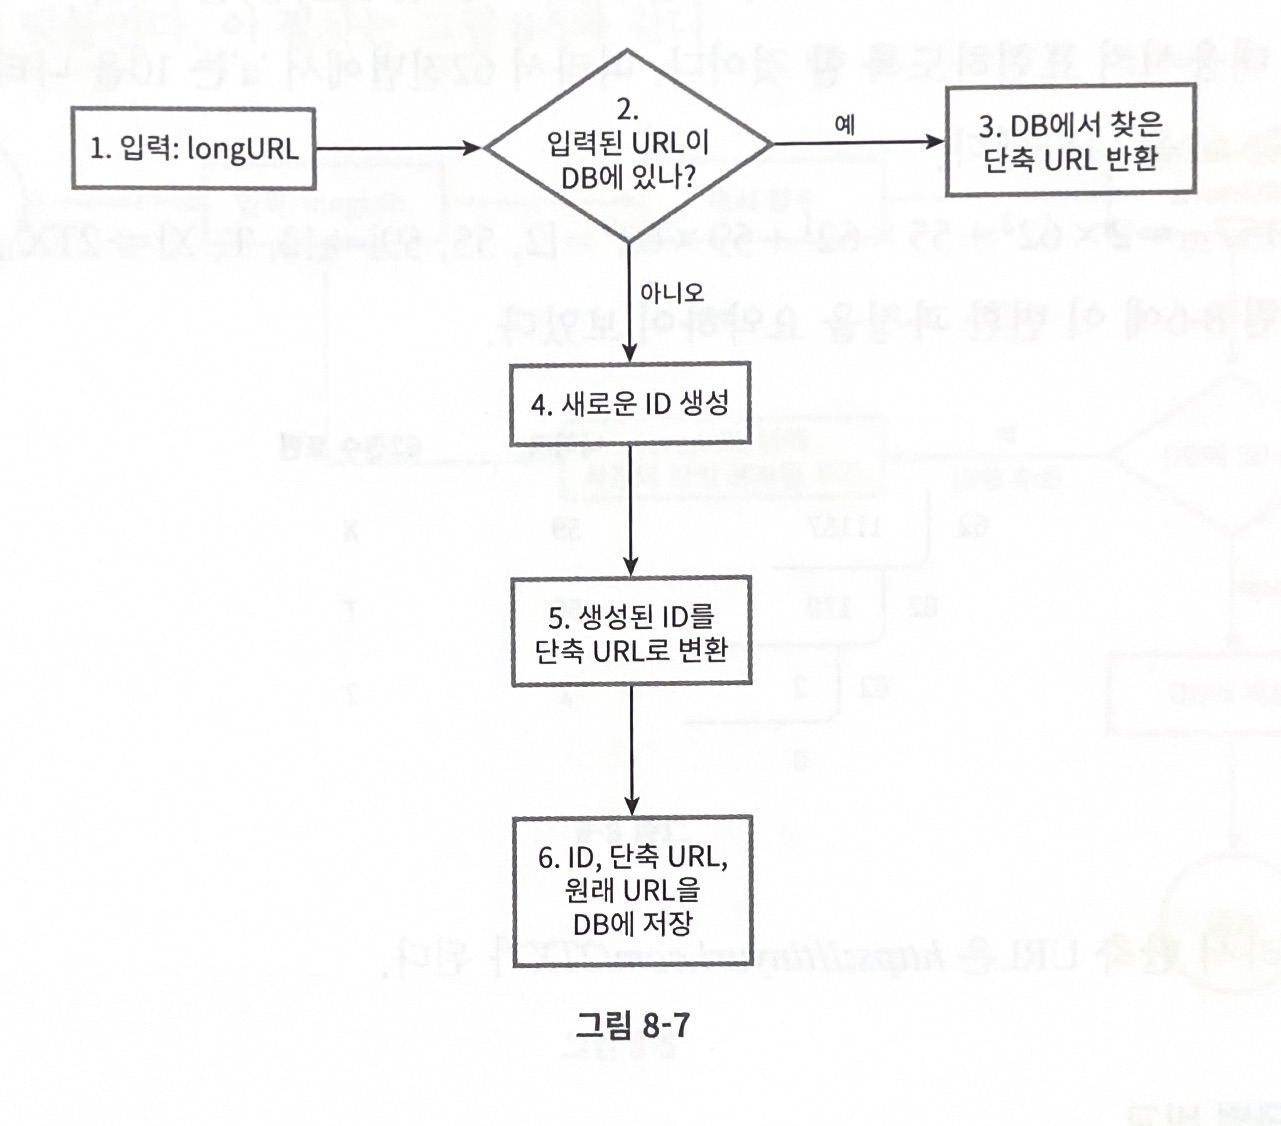 1. 입력: longURL
2.
입력된 URL이
DB에 있나?
예
3. DB에서 찾은
단축 URL 반환
아니오
4. 새로운 ID 생성
5. 생성된 ID를
단축 URL로 변환
6. ID, 단축 URL,
원래 URL을
DB에 저장
그림 8-7